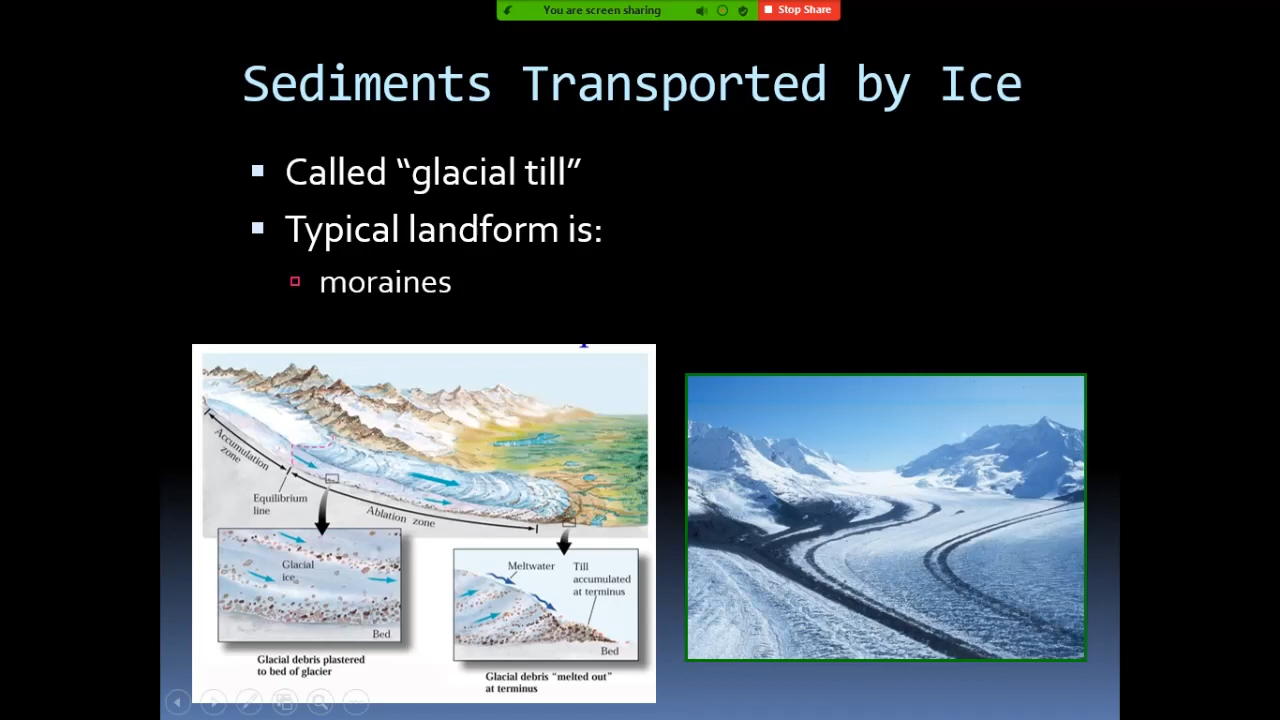 You are screen sharing
Stop Share
Sediments Transported by Ice
Called “glacial till”
Typical landform is:
moraines
Accumulation
zone
Equilibrium
line
Ablation zone
Glacial
ice
Bed
Glacial debris plastered
to bed of glacier
Meltwater
Till
accumulated
at terminus
Bed
Glacial debris “melted out”
at terminus